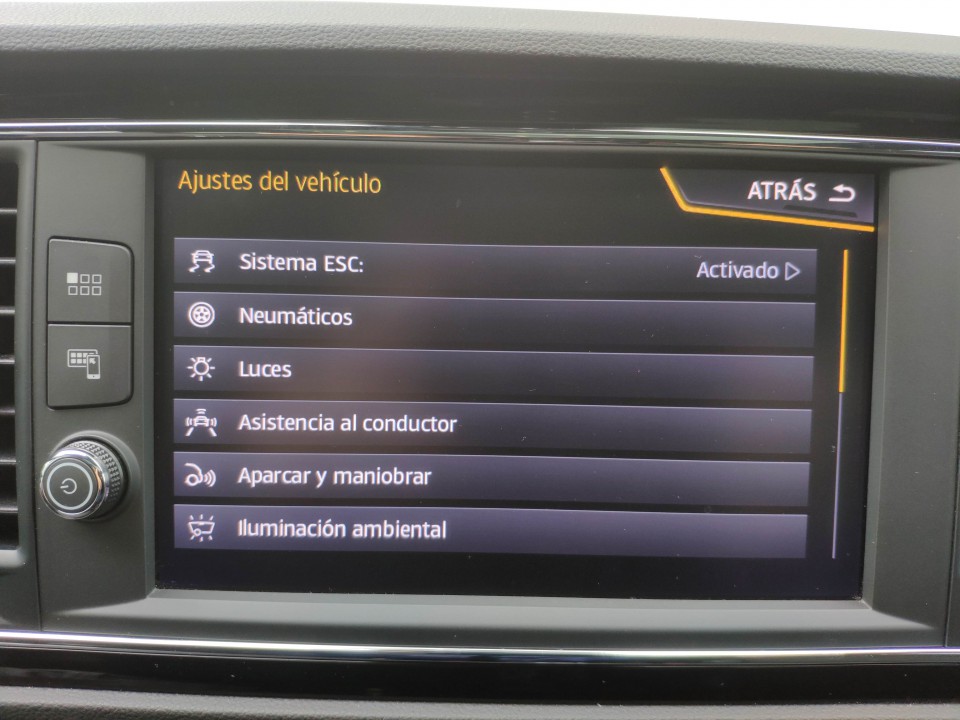 Ajustes del vehículo
ATRÁS
Sistema ESC:
Activado
Neumáticos
Luces
Asistencia al conductor
Aparcar y maniobrar
Iluminación ambiental